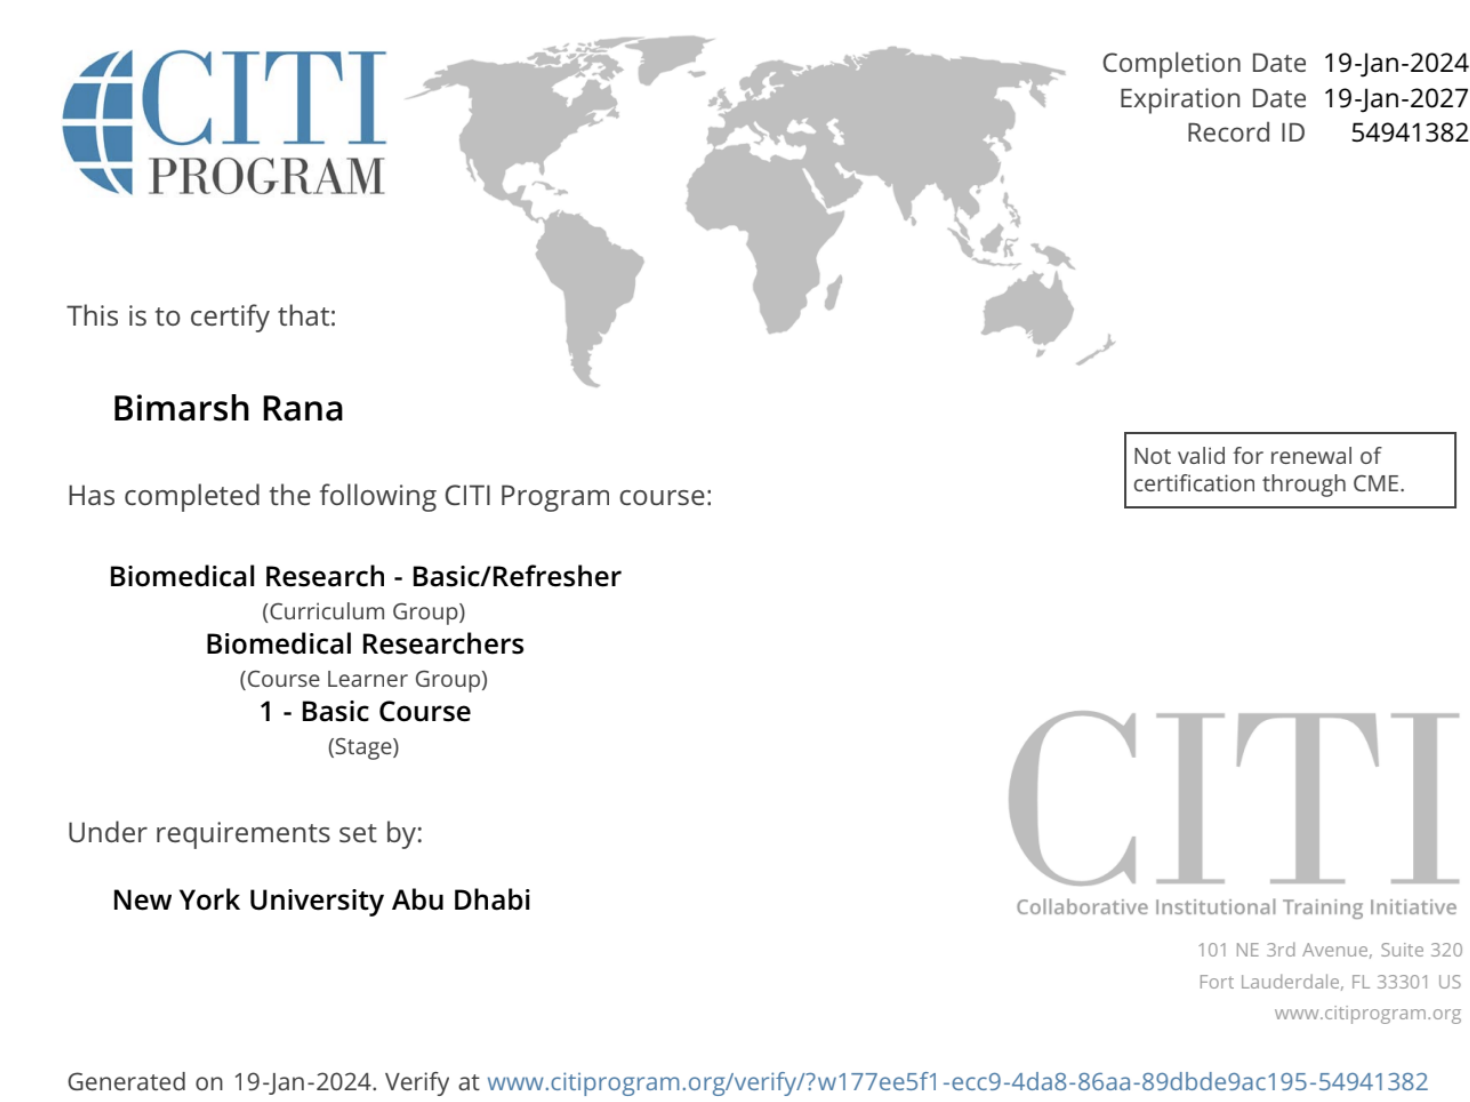 CITI
PROGRAM
Completion Date 19-Jan-2024
Expiration Date 19-Jan-2027
Record ID 54941382
This is to certify that:
Bimarsh Rana
Not valid for renewal of
certification through CME.
Has completed the following CITI Program course:
Biomedical Research - Basic/Refresher
(Curriculum Group)
Biomedical Researchers
(Course Learner Group)
1 - Basic Course
(Stage)
Under requirements set by:
New York University Abu Dhabi
CITI
Collaborative Institutional Training Initiative
101 NE 3rd Avenue, Suite 320
Fort Lauderdale, FL 33301 US
www.citiprogram.org
Generated on 19-Jan-2024. Verify at www.citiprogram.org/verify/?w177ee5f1-ecc9-4da8-86aa-89dbde9ac195-54941382